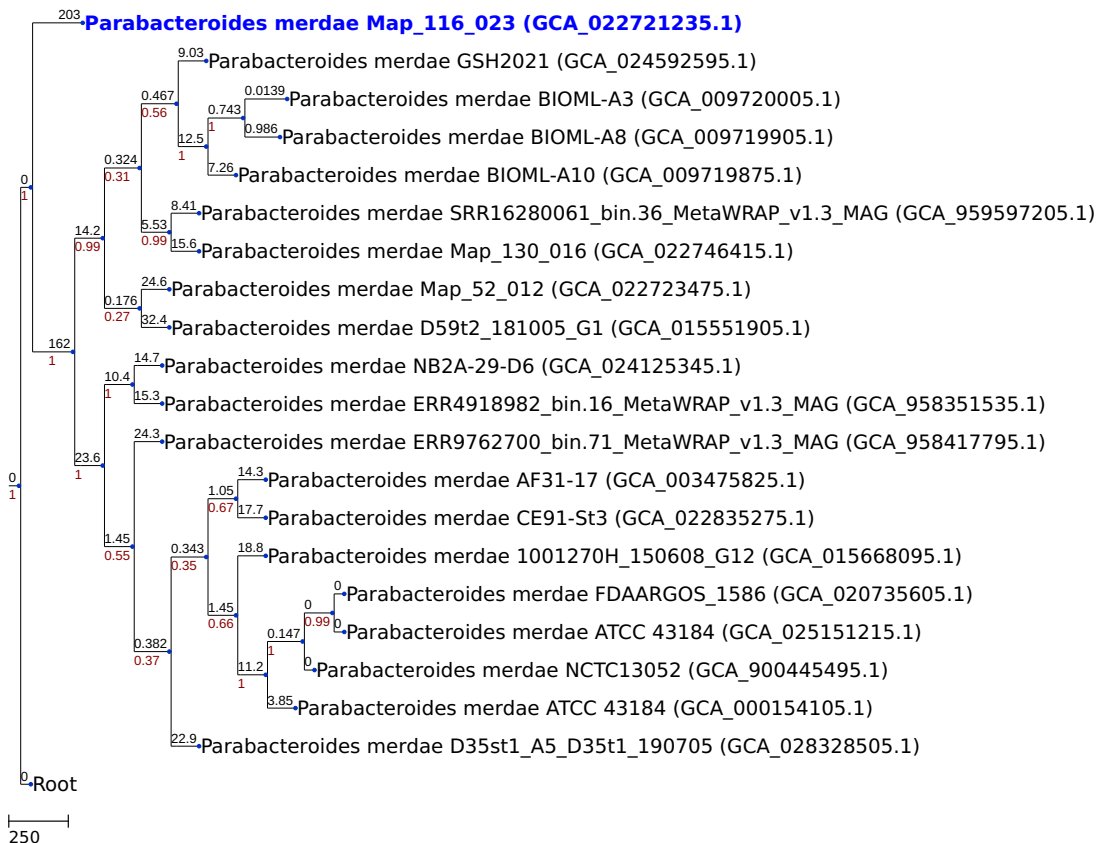 203
Parabacteroides merdae Map_116_023 (GCA_022721235.1)
9.03
Parabacteroides merdae GSH2021 (GCA_024592595.1)
0.467
0.56
0.0139
Parabacteroides merdae BIOML-A3 (GCA_009720005.1)
0.743
1
0.986
Parabacteroides merdae BIOML-A8 (GCA_009719905.1)
12.5
1
7.26
Parabacteroides merdae BIOML-A10 (GCA_009719875.1)
0.324
0.31
0
1
8.41
Parabacteroides merdae SRR16280061_bin.36_MetaWRAP_v1.3_MAG (GCA_959597205.1)
5.53
0.99
15.6
Parabacteroides merdae Map_130_016 (GCA_022746415.1)
14.2
0.99
24.6
Parabacteroides merdae Map_52_012 (GCA_022723475.1)
0.176
0.27
32.4
Parabacteroides merdae D59t2_181005_G1 (GCA_015551905.1)
162
1
14.7
Parabacteroides merdae NB2A-29-D6 (GCA_024125345.1)
10.4
1
15.3
Parabacteroides merdae ERR4918982_bin.16_MetaWRAP_v1.3_MAG (GCA_958351535.1)
24.3
Parabacteroides merdae ERR9762700_bin.71_MetaWRAP_v1.3_MAG (GCA_958417795.1)
23.6
1
0
1
14.3
Parabacteroides merdae AF31-17 (GCA_003475825.1)
1.05
0.67
17.7
Parabacteroides merdae CE91-St3 (GCA_022835275.1)
1.45
0.55
0.343
0.35
18.8
Parabacteroides merdae 1001270H_150608_G12 (GCA_015668095.1)
0
Parabacteroides merdae FDAARGOS_1586 (GCA_020735605.1)
1.45
0.66
0
0.99
0
Parabacteroides merdae ATCC 43184 (GCA_025151215.1)
0.147
1
0.382
0.37
0
Parabacteroides merdae NCTC13052 (GCA_900445495.1)
11.2
1
3.85
Parabacteroides merdae ATCC 43184 (GCA_000154105.1)
22.9
Parabacteroides merdae D35st1_A5_D35t1_190705 (GCA_028328505.1)
0
Root
250